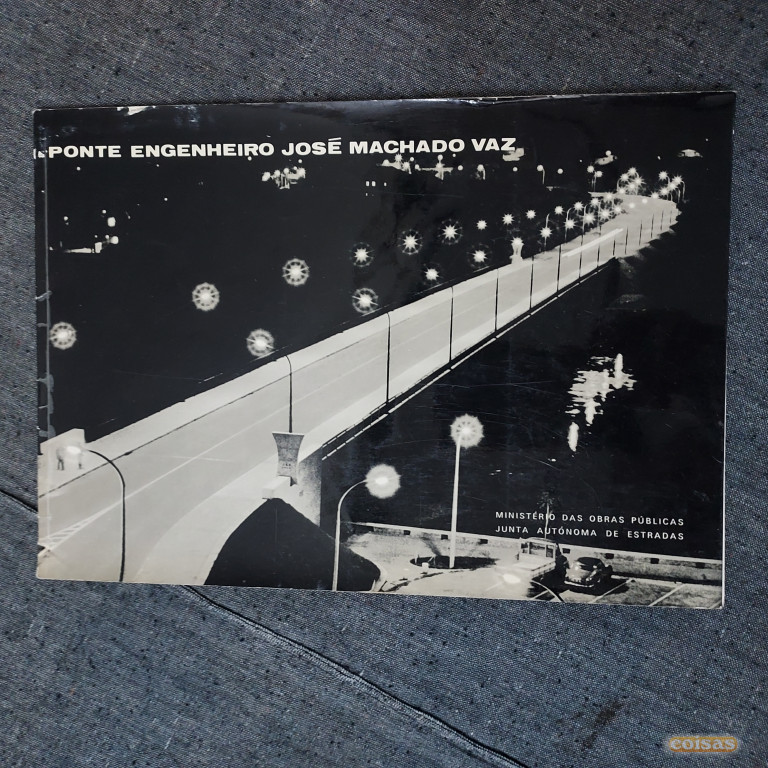 PONTE ENGENHEIRO JOSÉ MACHADO VAZ
MINISTÉRIO DAS OBRAS PÚBLICAS
JUNTA AUTÓNOMA DE ESTRADAS
coisas